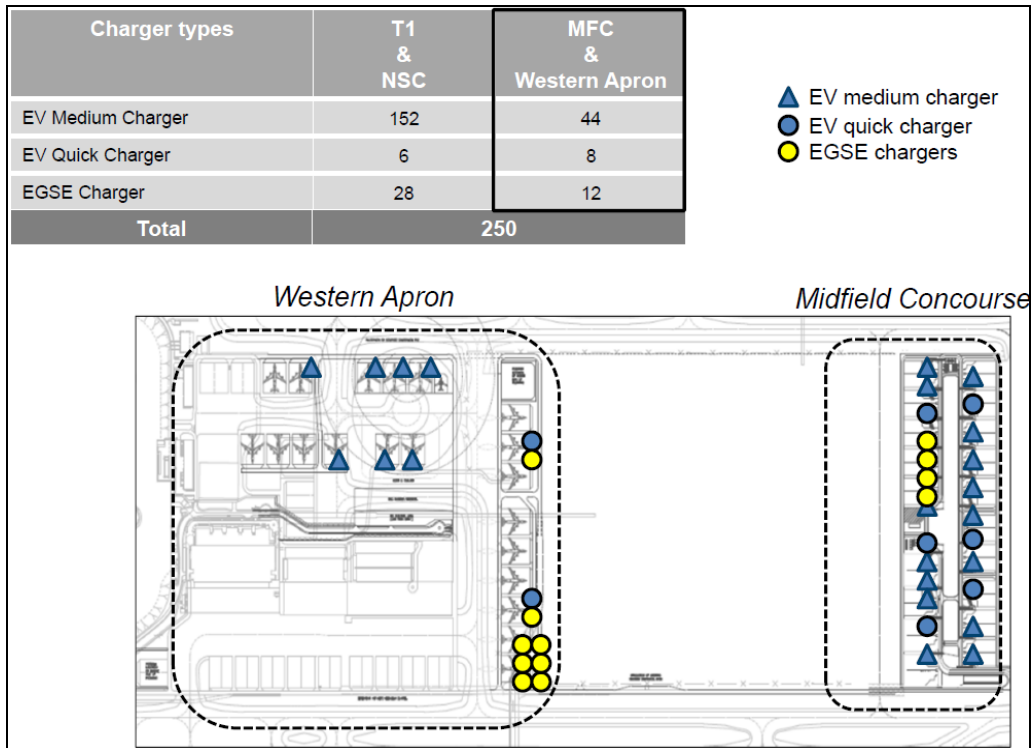 Charger types T1 & NSC MFC & Western Apron
EV Medium Charger 152 44
EV Quick Charger 6 8
EGSE Charger 28 12
Total 250
EV medium charger
EV quick charger
EGSE chargers
Western Apron Midfield Concourse